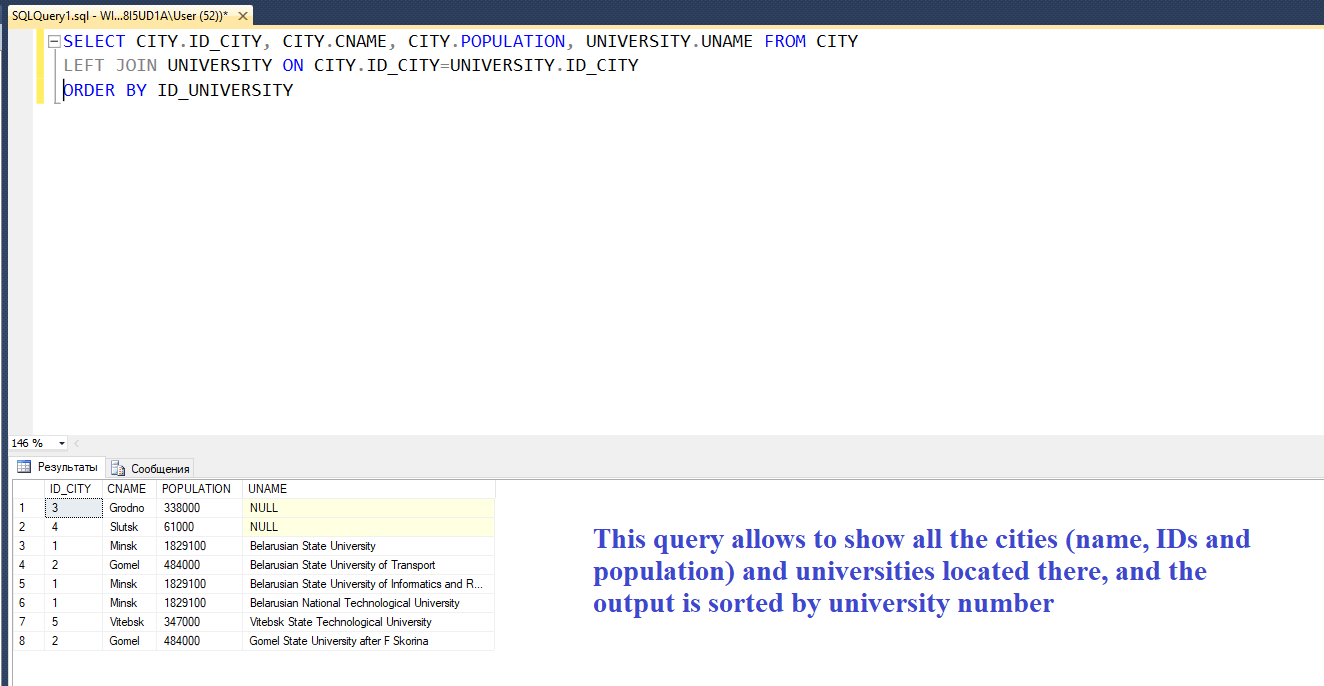 SQLQuery1.sql - WI...8I5UD1A\User (52))* ×
SELECT CITY.ID_CITY, CITY.CNAME, CITY.POPULATION, UNIVERSITY.UNAME FROM CITY
LEFT JOIN UNIVERSITY ON CITY.ID_CITY=UNIVERSITY.ID_CITY
ORDER BY ID_UNIVERSITY
146 %
Результаты Сообщения
ID_CITY CNAME POPULATION UNAME
1 3 Grodno 338000 NULL
2 4 Slutsk 61000 NULL
3 1 Minsk 1829100 Belarusian State University
4 2 Gomel 484000 Belarusian State University of Transport
5 1 Minsk 1829100 Belarusian State University of Informatics and R...
6 1 Minsk 1829100 Belarusian National Technological University
7 5 Vitebsk 347000 Vitebsk State Technological University
8 2 Gomel 484000 Gomel State University after F Skorina
This query allows to show all the cities (name, IDs and
population) and universities located there, and the
output is sorted by university number